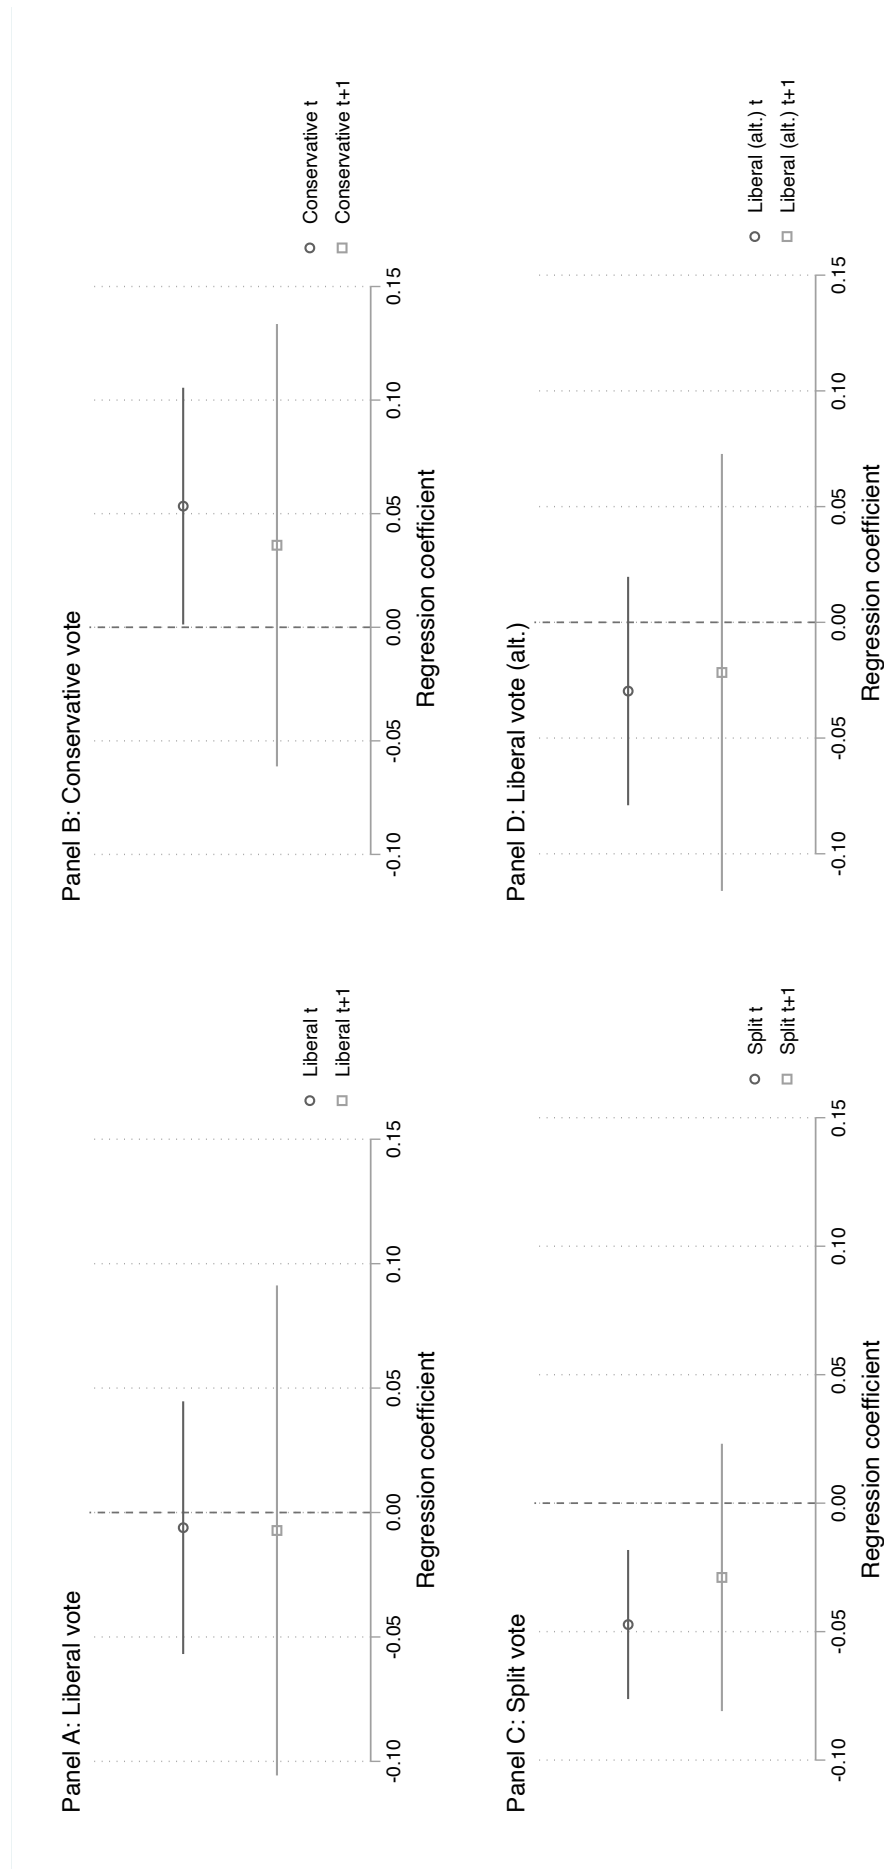 Panel A: Liberal vote
-0.10 -0.05 0.00 0.05 0.10 0.15
Regression coefficient
Liberal t
Liberal t+1
Panel B: Conservative vote
-0.10 -0.05 0.00 0.05 0.10 0.15
Regression coefficient
Conservative t
Conservative t+1
Panel C: Split vote
-0.10 -0.05 0.00 0.05 0.10 0.15
Regression coefficient
Split t
Split t+1
Panel D: Liberal vote (alt.)
-0.10 -0.05 0.00 0.05 0.10 0.15
Regression coefficient
Liberal (alt.) t
Liberal (alt.) t+1